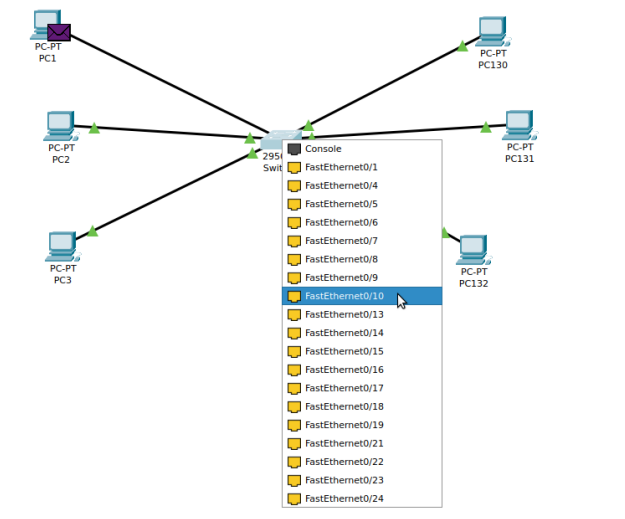 PC-PT
PC1
PC-PT
PC2
PC-PT
PC3
PC-PT
PC130
PC-PT
PC131
PC-PT
PC132
295
Swit
Console
FastEthernet0/1
FastEthernet0/4
FastEthernet0/5
FastEthernet0/6
FastEthernet0/7
FastEthernet0/8
FastEthernet0/9
FastEthernet0/10
FastEthernet0/13
FastEthernet0/14
FastEthernet0/15
FastEthernet0/16
FastEthernet0/17
FastEthernet0/18
FastEthernet0/19
FastEthernet0/21
FastEthernet0/22
FastEthernet0/23
FastEthernet0/24